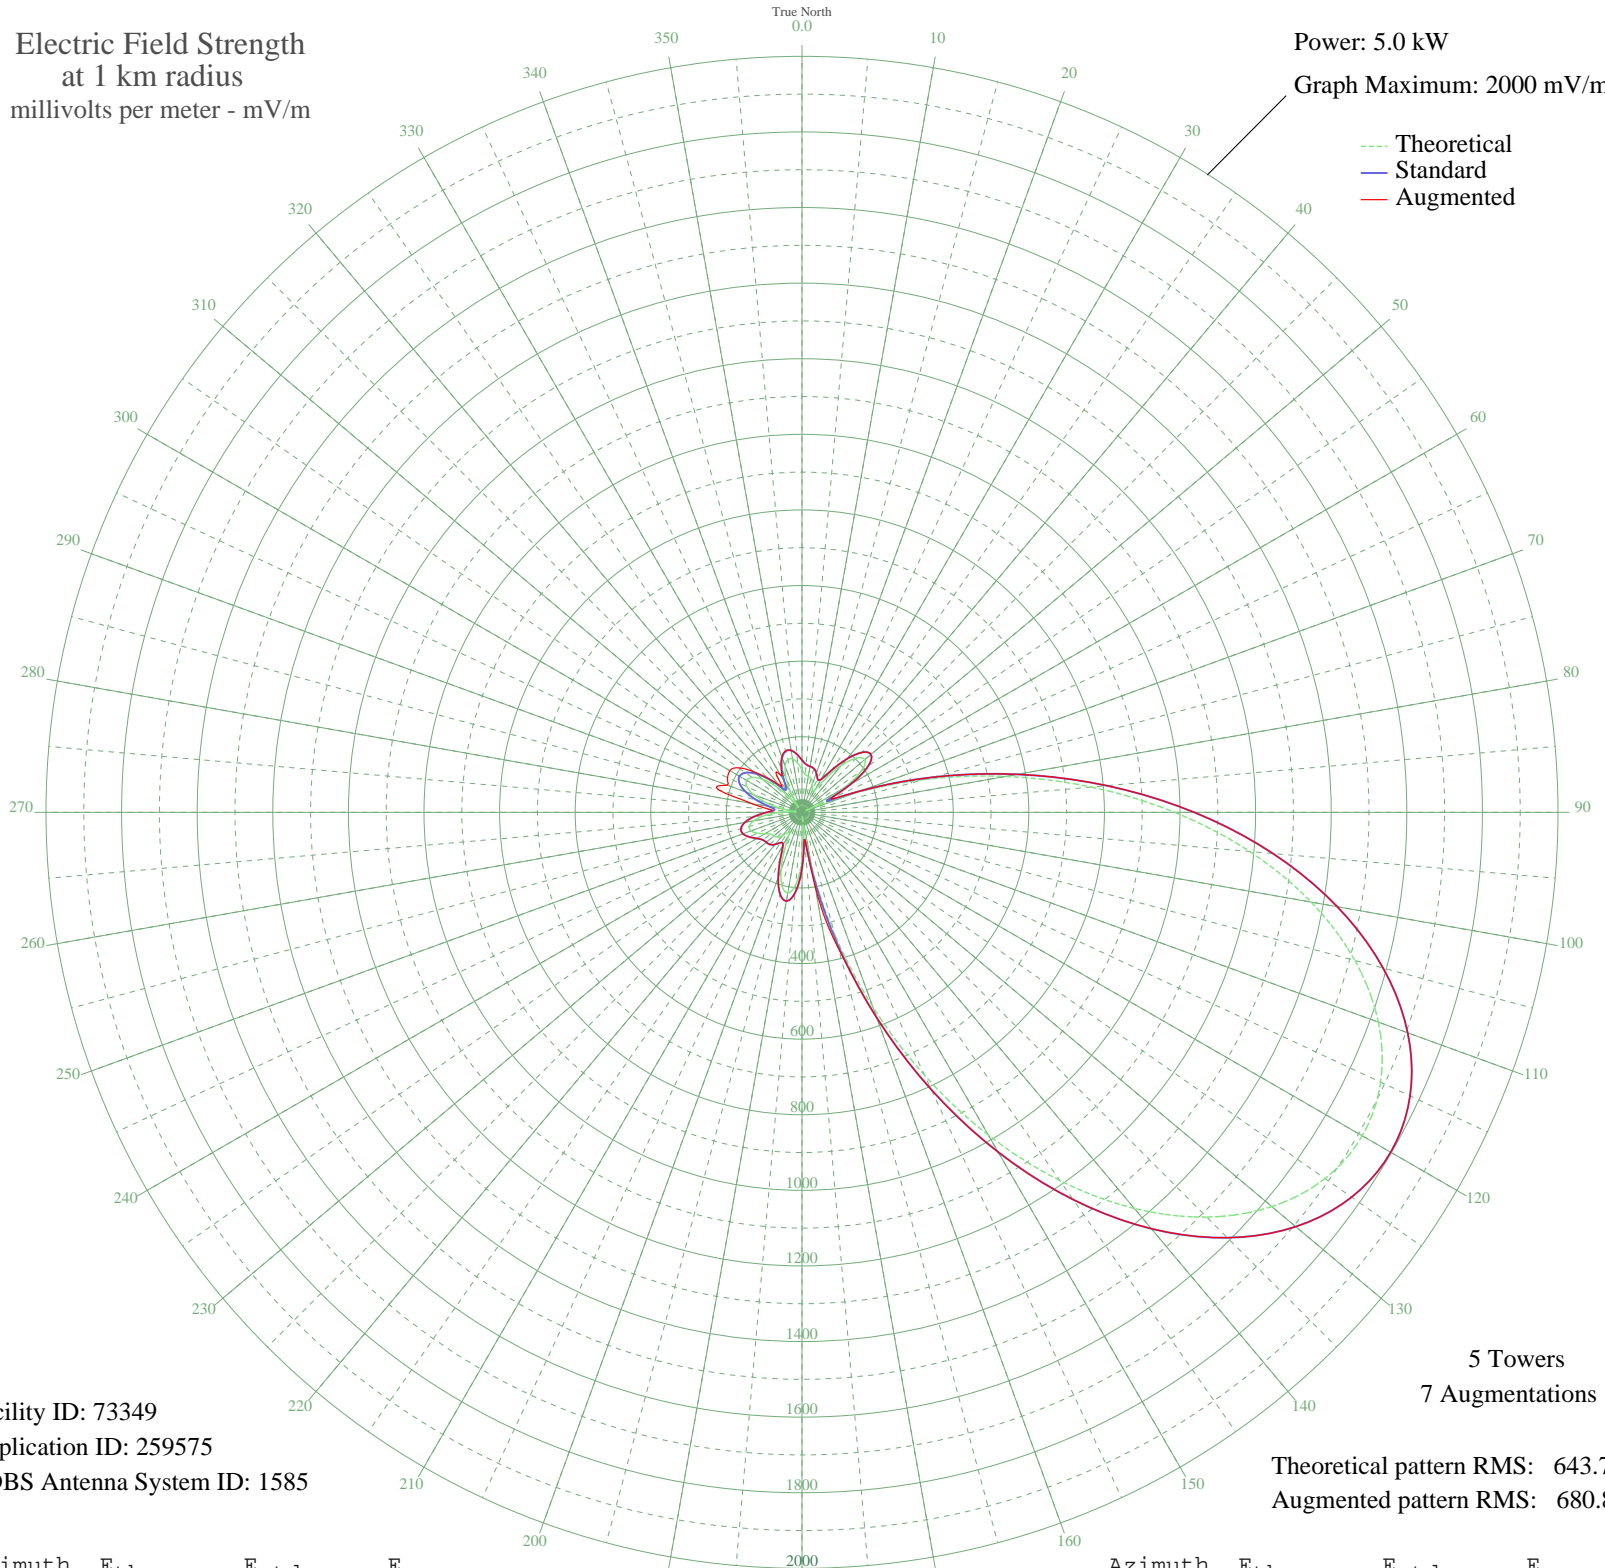 True North
0.0
Electric Field Strength
at 1 km radius
millivolts per meter - mV/m
Power: 5.0 kW
Graph Maximum: 2000 mV/m
Theoretical
Standard
Augmented
10
20
30
40
50
60
70
80
90
100
110
120
130
140
150
160
200
210
220
230
240
250
260
270
280
290
300
310
320
330
340
350
400
600
800
1000
1200
1400
1600
1800
2000
5 Towers
7 Augmentations
cility ID: 73349
plication ID: 259575
DBS Antenna System ID: 1585
Theoretical pattern RMS: 643.7
Augmented pattern RMS: 680.8
imuth
Azimuth